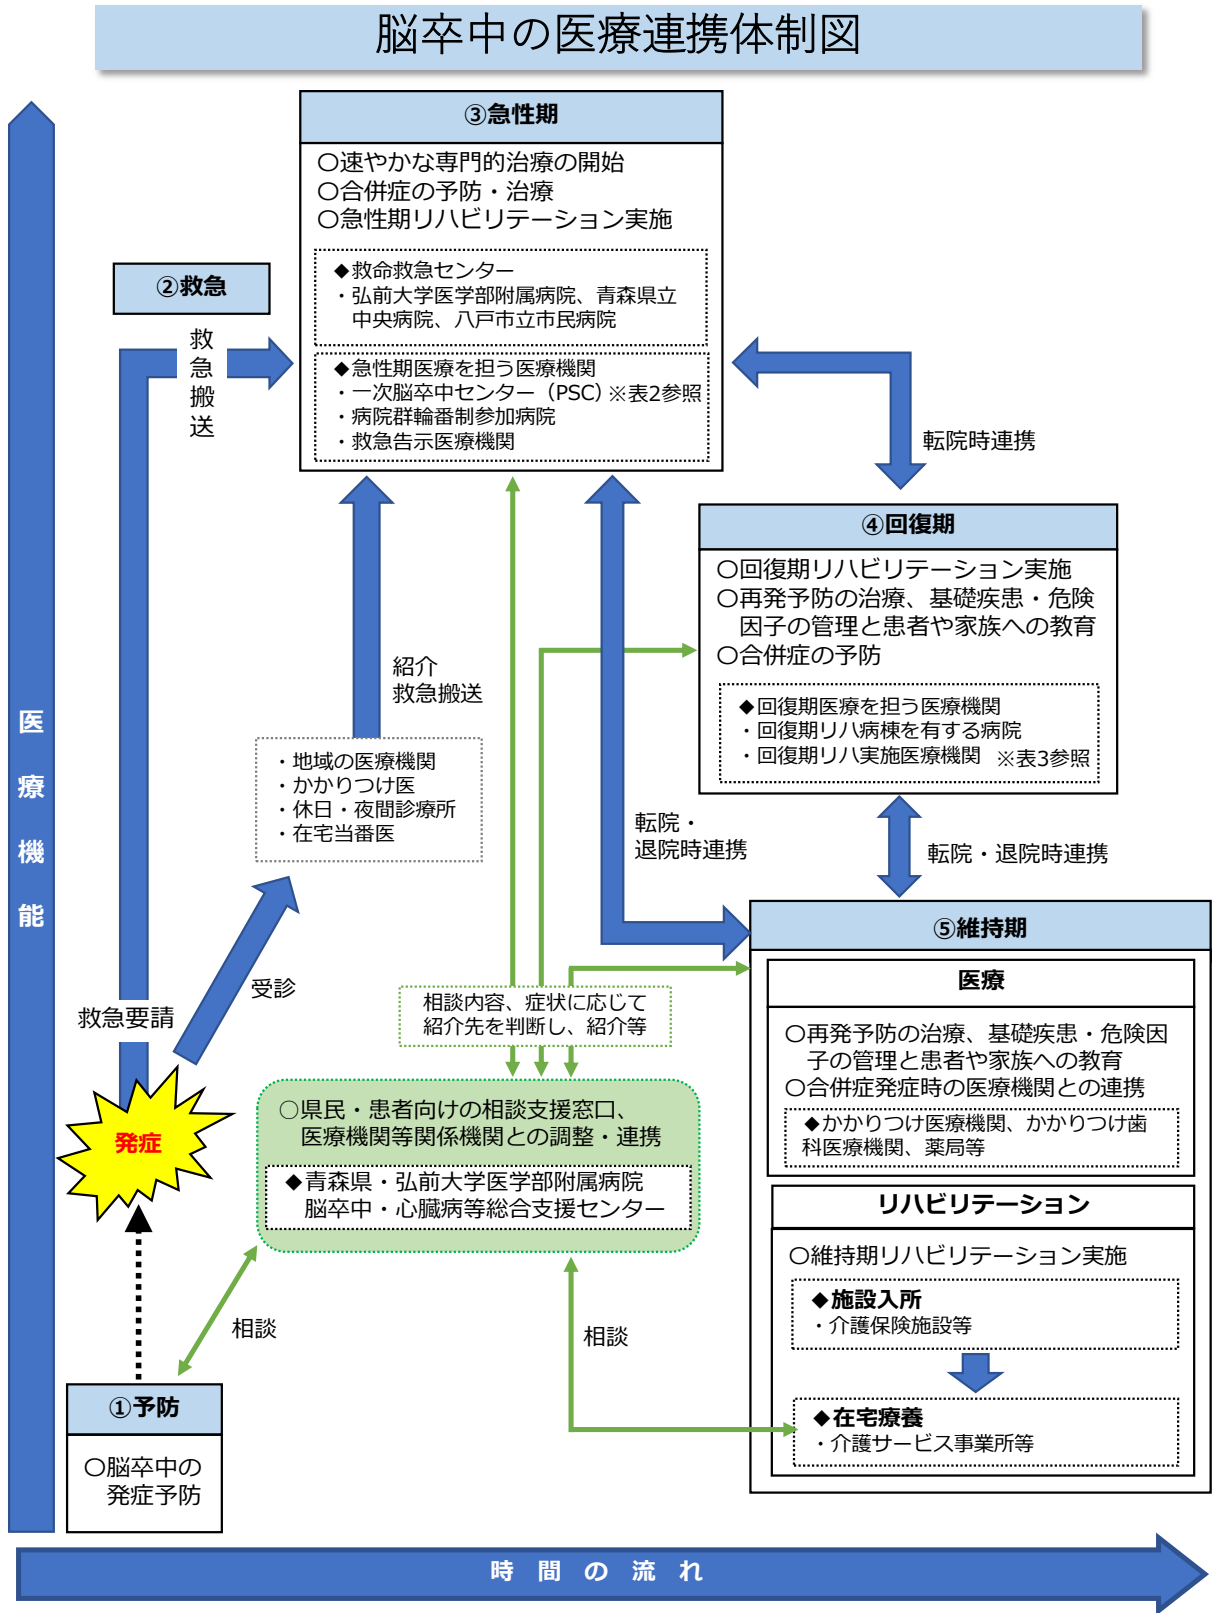 脳卒中の医療連携体制図
③急性期
○速やかな専門的治療の開始
○合併症の予防・治療
○急性期リハビリテーション実施
◆救命救急センター
・弘前大学医学部附属病院、青森県立
中央病院、八戸市立市民病院
◆急性期医療を担う医療機関
・一次脳卒中センター（PSC）※表2参照
・病院群輪番制参加病院
・救急告示医療機関
②救急
救急搬送
転院時連携
④回復期
○回復期リハビリテーション実施
○再発予防の治療、基礎疾患・危険
因子の管理と患者や家族への教育
○合併症の予防
◆回復期医療を担う医療機関
・回復期リハ病棟を有する病院
・回復期リハ実施医療機関 ※表3参照
紹介
救急搬送
・地域の医療機関
・かかりつけ医
・休日・夜間診療所
・在宅当番医
転院・
退院時連携
転院・退院時連携
医療機能
受診
救急要請
発症
相談内容、症状に応じて
紹介先を判断し、紹介等
○県民・患者向けの相談支援窓口、
医療機関等関係機関との調整・連携
◆青森県・弘前大学医学部附属病院
脳卒中・心臓病等総合支援センター
⑤維持期
医療
○再発予防の治療、基礎疾患・危険因
子の管理と患者や家族への教育
○合併症発症時の医療機関との連携
◆かかりつけ医療機関、かかりつけ歯
科医療機関、薬局等
リハビリテーション
○維持期リハビリテーション実施
◆施設入所
・介護保険施設等
◆在宅療養
・介護サービス事業所等
相談
相談
①予防
○脳卒中の
発症予防
時間の流れ